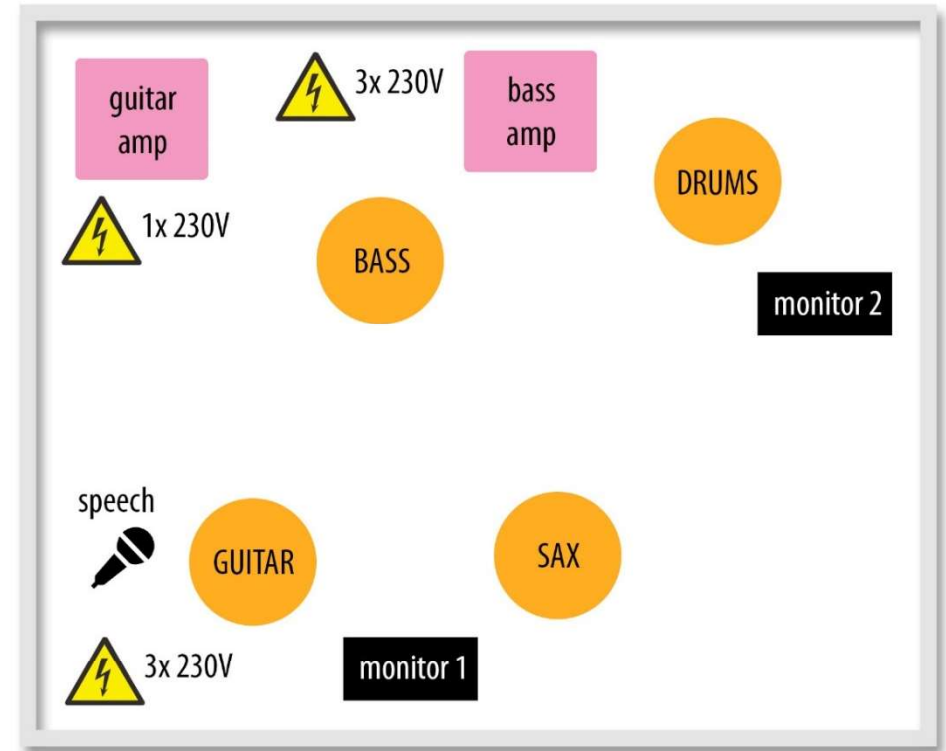 guitar
amp
3x 230V
bass
amp
DRUMS
1x 230V
BASS
monitor 2
speech
GUITAR
SAX
3x 230V
monitor 1